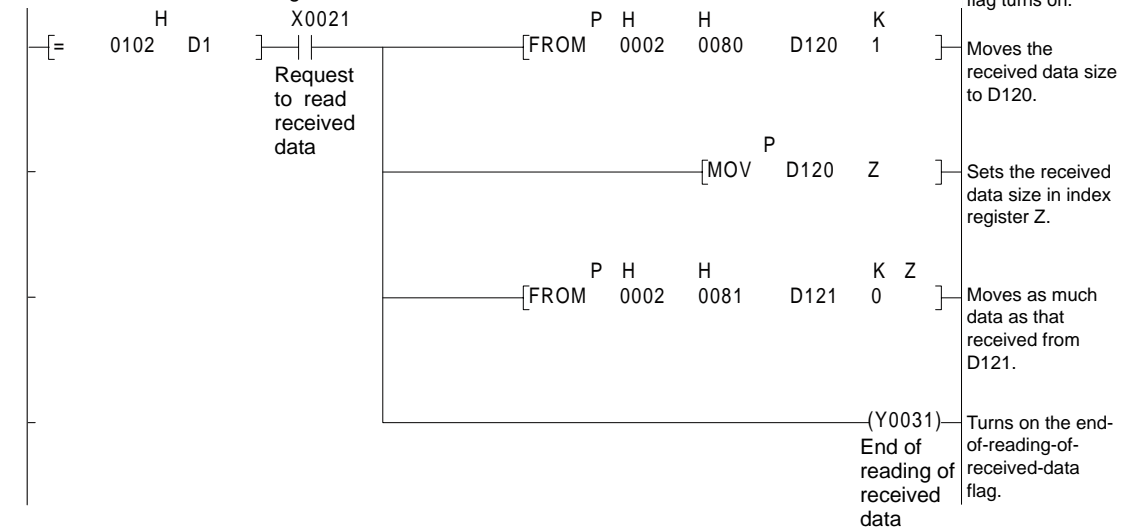 flag turns on.
H X0021 P H H K
[= 0102 D1 ] [FROM 0002 0080 D120 1 ]
Request
to read
received
data
Moves the
received data size
to D120.
P
[MOV D120 Z ]
Sets the received
data size in index
register Z.
P H H K Z
[FROM 0002 0081 D121 0 ]
Moves as much
data as that
received from
D121.
(Y0031)
End of
reading of
received
data
Turns on the end-
of-reading-of-
received-data
flag.